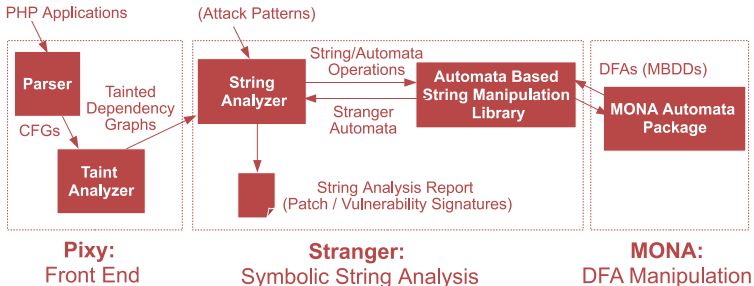 PHP Applications
(Attack Patterns)
Parser
CFGs
Taint
Analyzer
Tainted
Dependency
Graphs
String
Analyzer
String/Automata
Operations
Stranger
Automata
Automata Based
String Manipulation
Library
DFAs (MBDDs)
MONA Automata
Package
String Analysis Report
(Patch / Vulnerability Signatures)
Pixy:
Front End
Stranger:
Symbolic String Analysis
MONA:
DFA Manipulation